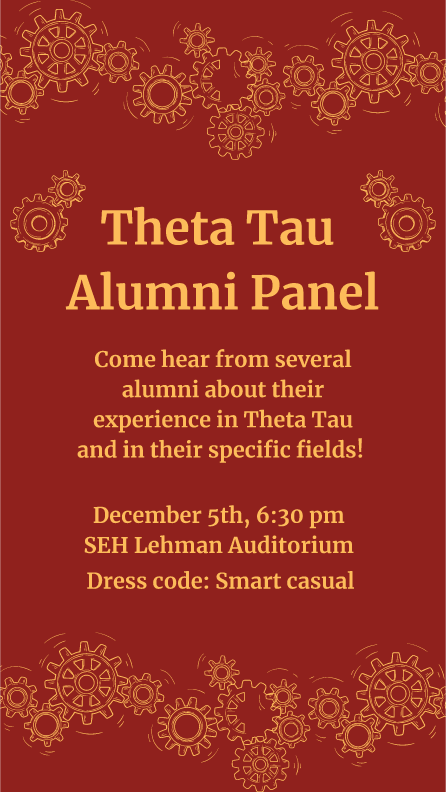 Theta Tau
Alumni Panel
Come hear from several
alumni about their
experience in Theta Tau
and in their specific fields!
December 5th, 6:30 pm
SEH Lehman Auditorium
Dress code: Smart casual